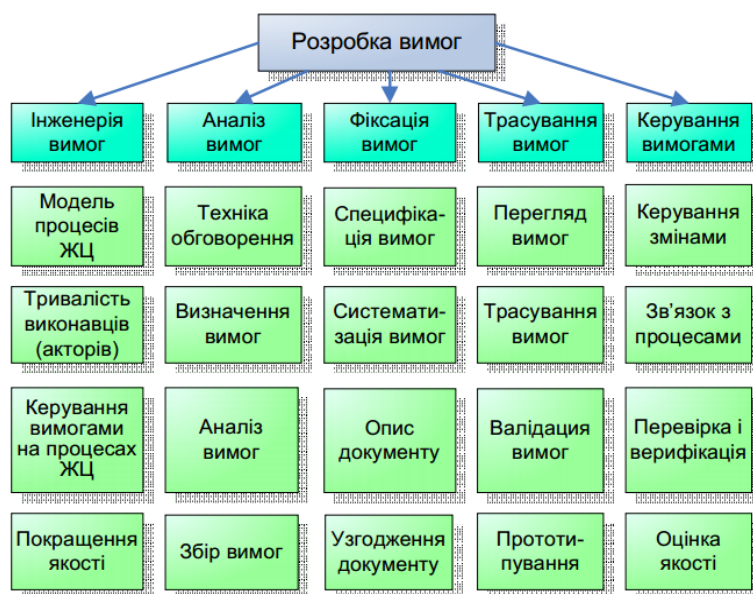 Розробка вимог
Інженерія
вимог
Аналіз
вимог
Фіксація
вимог
Трасування
вимог
Керування
вимогами
Модель
процесів
ЖЦ
Техніка
обговорення
Специфіка-
ція вимог
Перегляд
вимог
Керування
змінами
Тривалість
виконавців
(акторів)
Визначення
вимог
Системати-
зація вимог
Трасування
вимог
Зв’язок з
процесами
Керування
вимогами
на процесах
ЖЦ
Аналіз
вимог
Опис
документу
Валідация
вимог
Перевірка і
верифікація
Покращення
якості
Збір вимог
Узгодження
документу
Прототи-
пування
Оцінка
якості